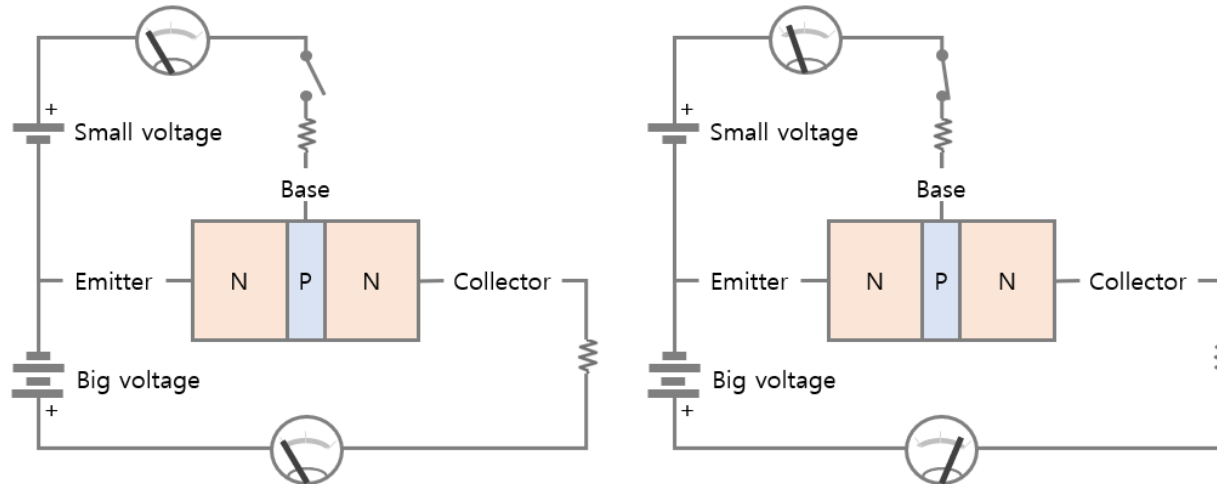 +
Small voltage
Base
Emitter
N
P
N
Collector
Big voltage
+
+
Small voltage
Base
Emitter
N
P
N
Collector
Big voltage
+